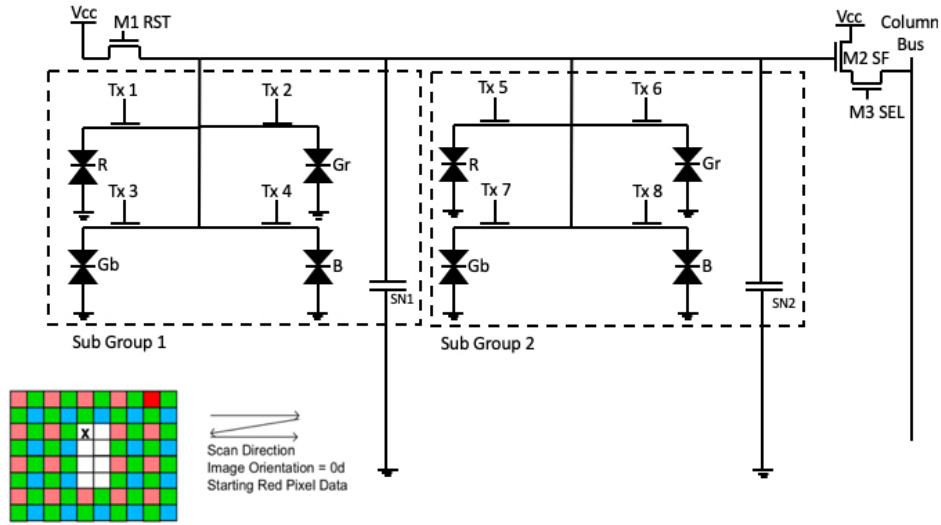 Vcc
M1 RST
Vcc
Column
Bus
M2 SF
M3 SEL
Tx 1
Tx 2
Tx 5
Tx 6
R
Gr
R
Gr
Tx 3
Tx 4
Tx 7
Tx 8
Gb
B
SN1
Gb
B
SN2
Sub Group 1
Sub Group 2
x
Scan Direction
Image Orientation = 0d
Starting Red Pixel Data